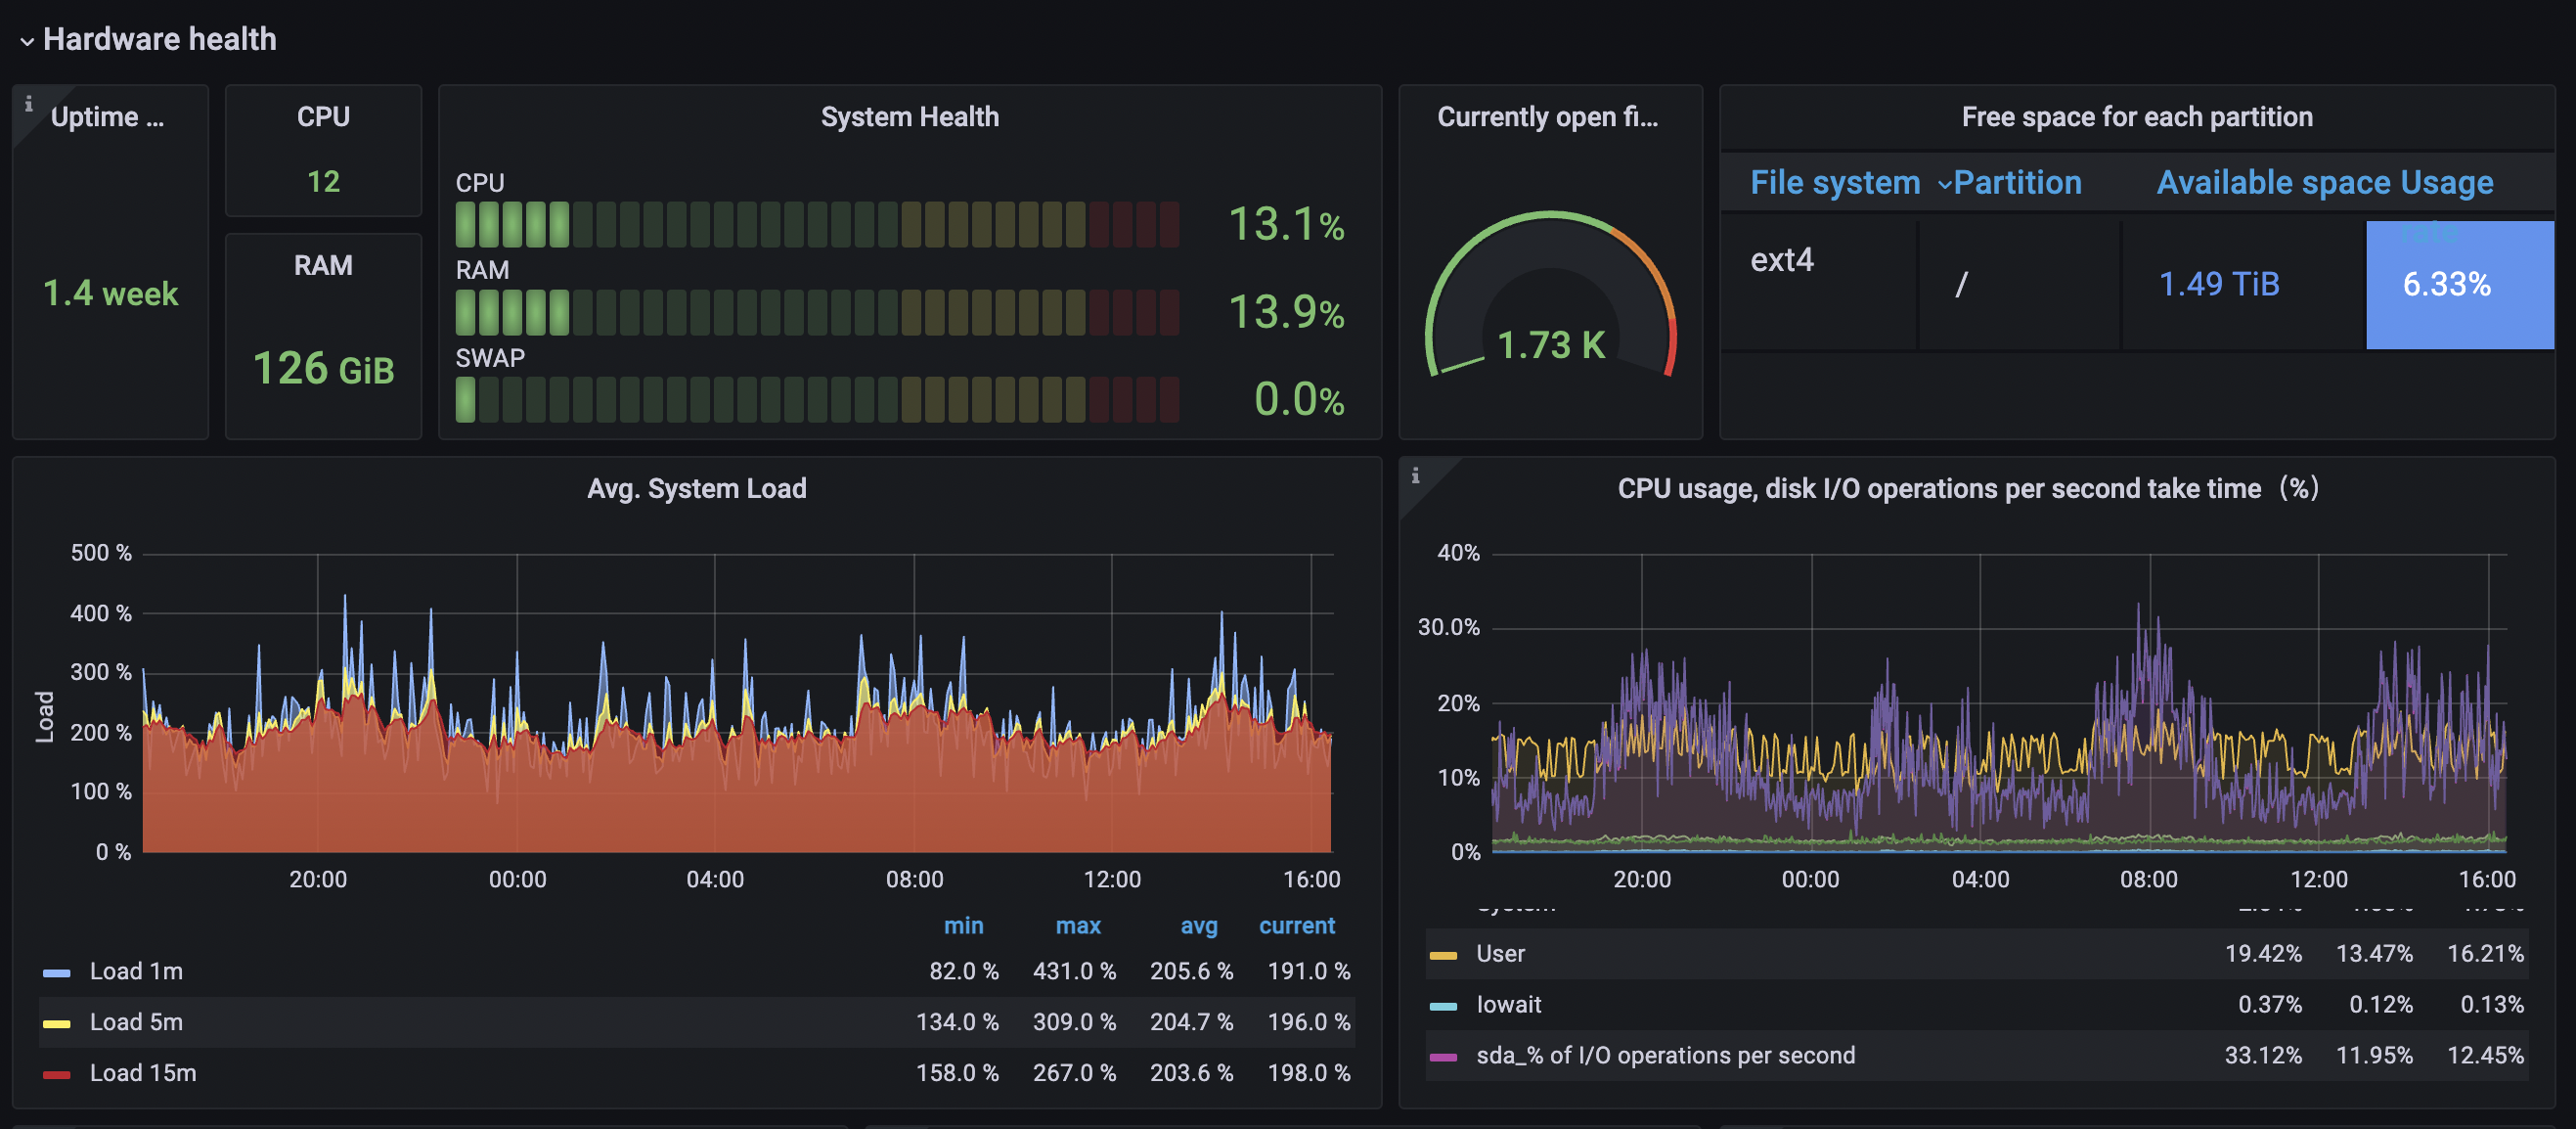 Hardware health
Uptime ...
1.4 week
CPU
12
RAM
126 GiB
System Health
CPU
13.1%
RAM
13.9%
SWAP
0.0%
Currently open fi...
1.73 K
Free space for each partition
File system Partition Available space Usage
rate
ext4 / 1.49 TiB 6.33%
Avg. System Load
Load
500 %
400 %
300 %
200 %
100 %
0 %
20:00 00:00 04:00 08:00 12:00 16:00
min max avg current
Load 1m 82.0 % 431.0 % 205.6 % 191.0 %
Load 5m 134.0 % 309.0 % 204.7 % 196.0 %
Load 15m 158.0 % 267.0 % 203.6 % 198.0 %
CPU usage, disk I/O operations per second take time (%)
40%
30.0%
20%
10%
0%
20:00 00:00 04:00 08:00 12:00 16:00
System
User 19.42% 13.47% 16.21%
Iowait 0.37% 0.12% 0.13%
sda_% of I/O operations per second 33.12% 11.95% 12.45%